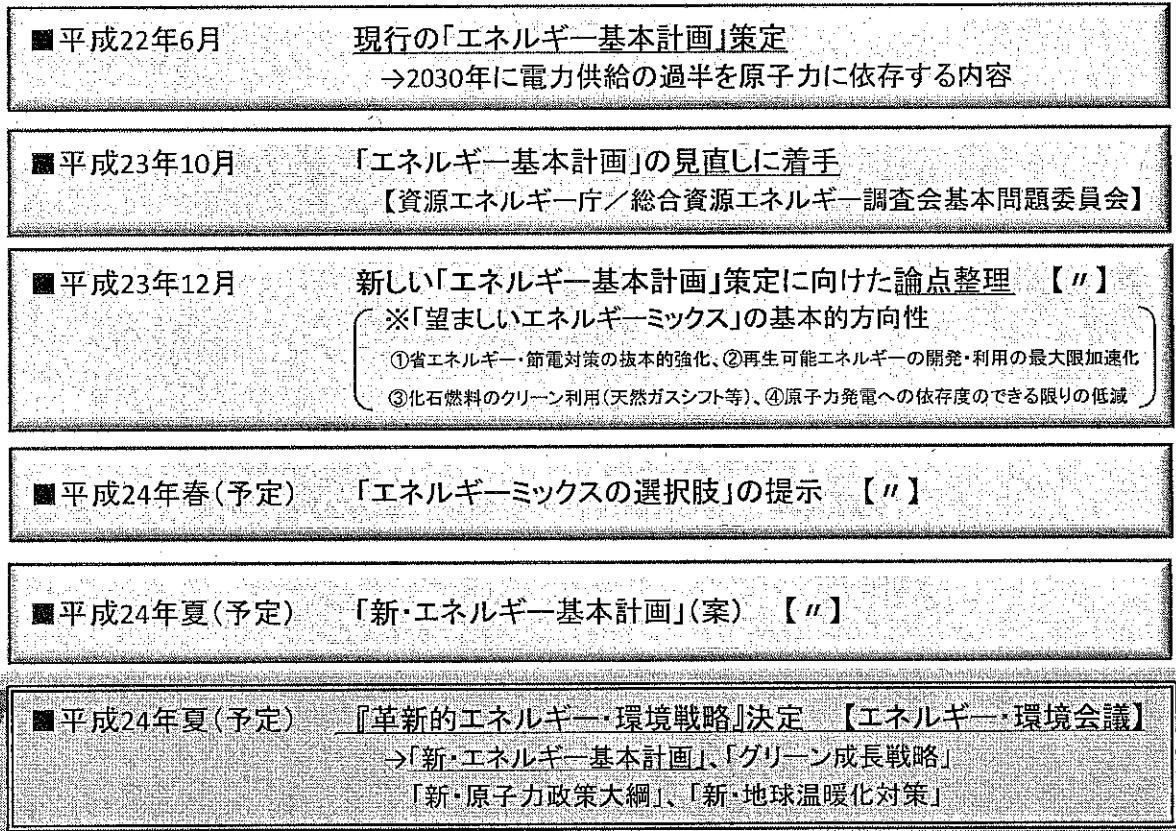 ■平成22年6月 現行の「エネルギー基本計画」策定
→2030年に電力供給の過半を原子力に依存する内容
■平成23年10月 「エネルギー基本計画」の見直しに着手
【資源エネルギー庁／総合資源エネルギー調査会基本問題委員会】
■平成23年12月 新しい「エネルギー基本計画」策定に向けた論点整理 【〃】
※「望ましいエネルギーミックス」の基本的方向性
①省エネルギー・節電対策の抜本的強化、②再生可能エネルギーの開発・利用の最大限加速化
③化石燃料のクリーン利用(天然ガスシフト等)、④原子力発電への依存度のできる限りの低減
■平成24年春(予定) 「エネルギーミックスの選択肢」の提示 【〃】
■平成24年夏(予定) 「新・エネルギー基本計画」(案) 【〃】
■平成24年夏(予定) 『革新的エネルギー・環境戦略』決定 【エネルギー・環境会議】
→「新・エネルギー基本計画」、「グリーン成長戦略」
「新・原子力政策大綱」、「新・地球温暖化対策」